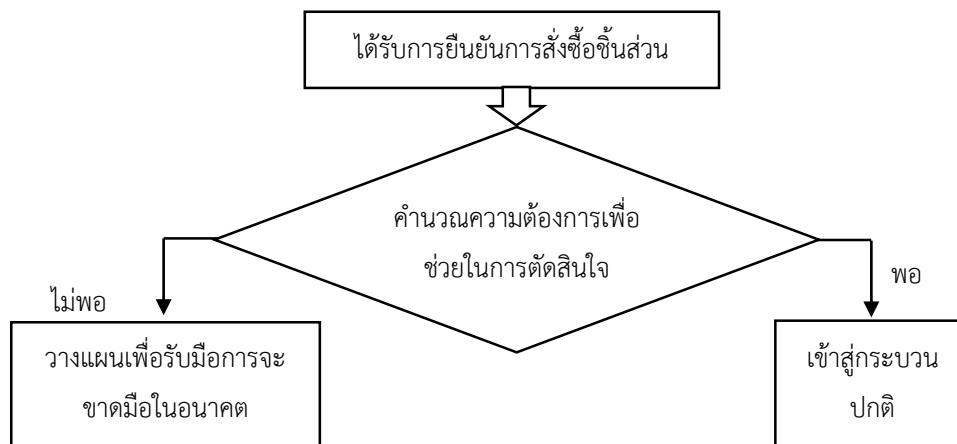 ได้รับการยืนยันการสั่งซื้อชิ้นส่วน
คำนวณความต้องการเพื่อ
ช่วยในการตัดสินใจ
ไม่พอ
พอ
วางแผนเพื่อรับมือการจะ
ขาดมือในอนาคต
เข้าสู่กระบวน
ปกติ